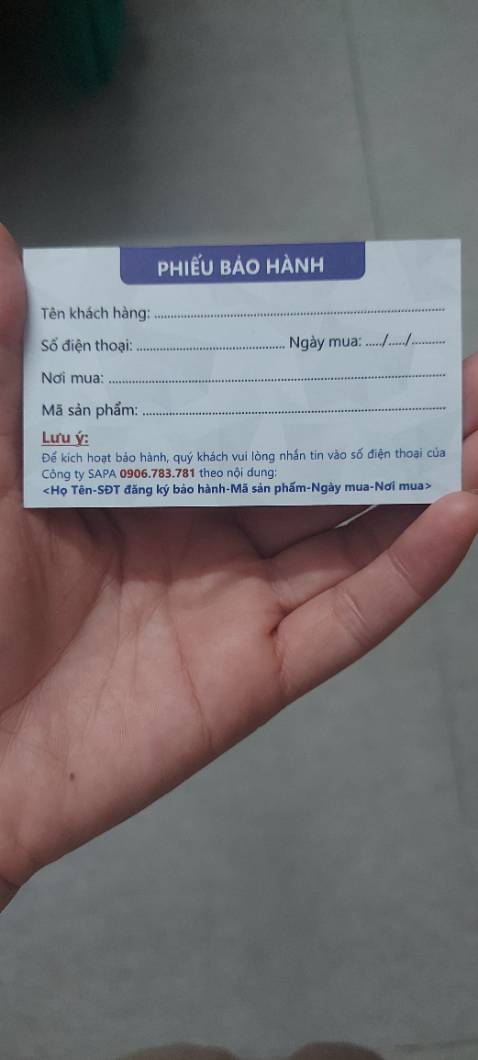 PHIẾU BẢO HÀNH
Tên khách hàng: ........................................
Số điện thoại: .................... Ngày mua: ...../...../..........
Nơi mua: ........................................
Mã sản phẩm: ........................................
Lưu ý:
Để kích hoạt bảo hành, quý khách vui lòng nhắn tin vào số điện thoại của
Công ty SAPA 0906.783.781 theo nội dung:
<Họ Tên-SĐT đăng ký bảo hành-Mã sản phẩm-Ngày mua-Nơi mua>